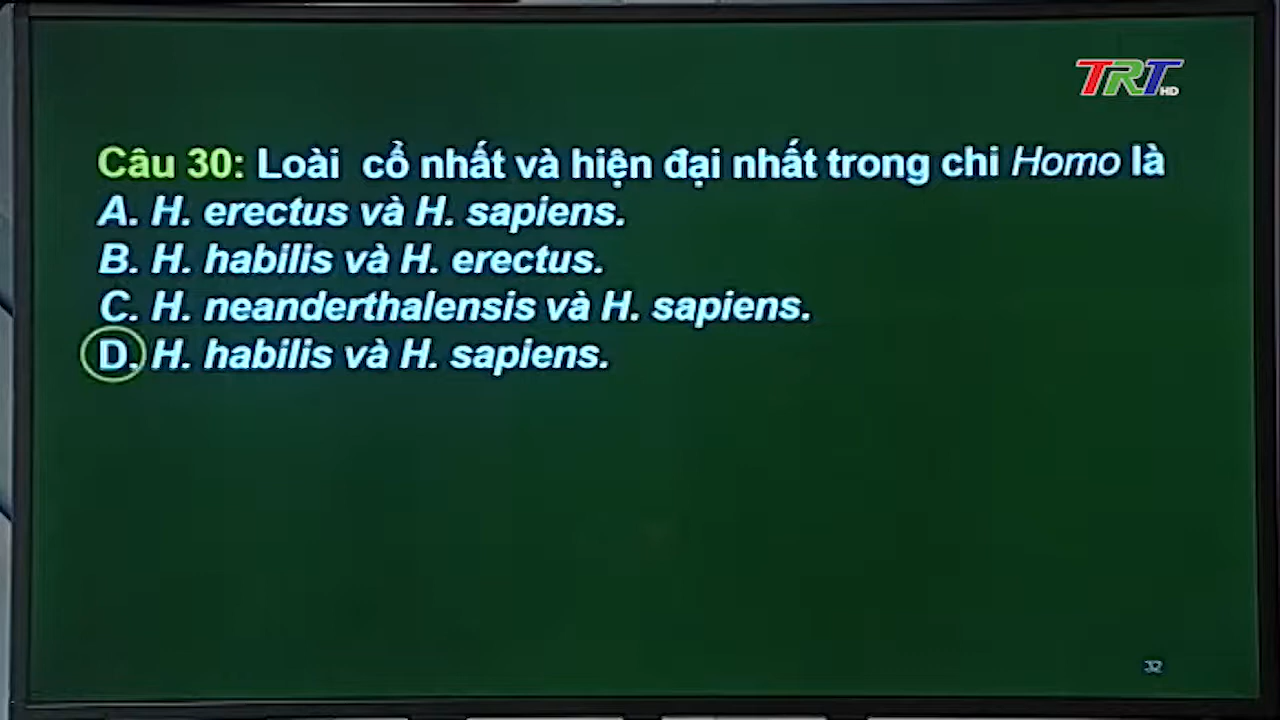 TRT HD
Câu 30: Loài cổ nhất và hiện đại nhất trong chi Homo là
A. H. erectus và H. sapiens.
B. H. habilis và H. erectus.
C. H. neanderthalensis và H. sapiens.
D. H. habilis và H. sapiens.
32